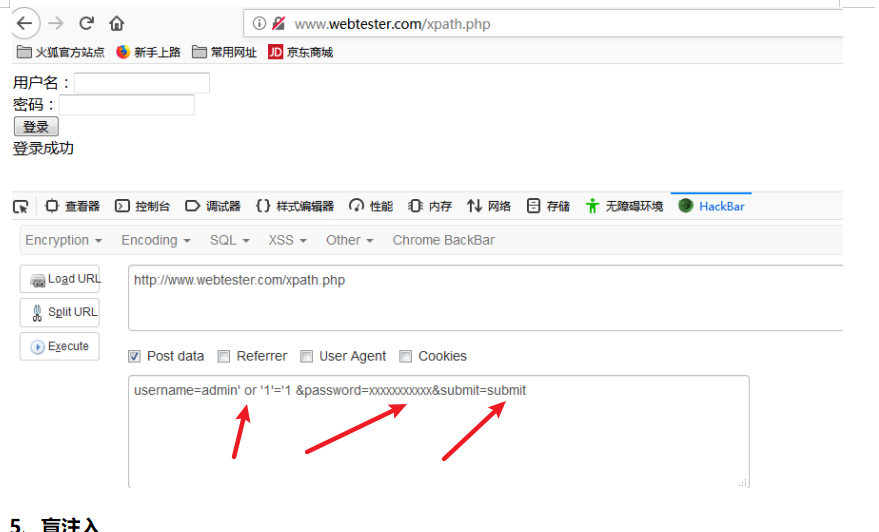 www.webtester.com/xpath.php
火狐官方站点 新手上路 常用网址 JD 京东商城
用户名：
密码：
登录
登录成功
查看器 控制台 调试器 {} 样式编辑器 性能 内存 网络 存储 无障碍环境 HackBar
Encryption Encoding SQL XSS Other Chrome BackBar
Load URL http://www.webtester.com/xpath.php
Split URL
Execute
Post data Referrer User Agent Cookies
username=admin' or '1'='1 &password=xxxxxxxxxxx&submit=submit
5. 盲注入